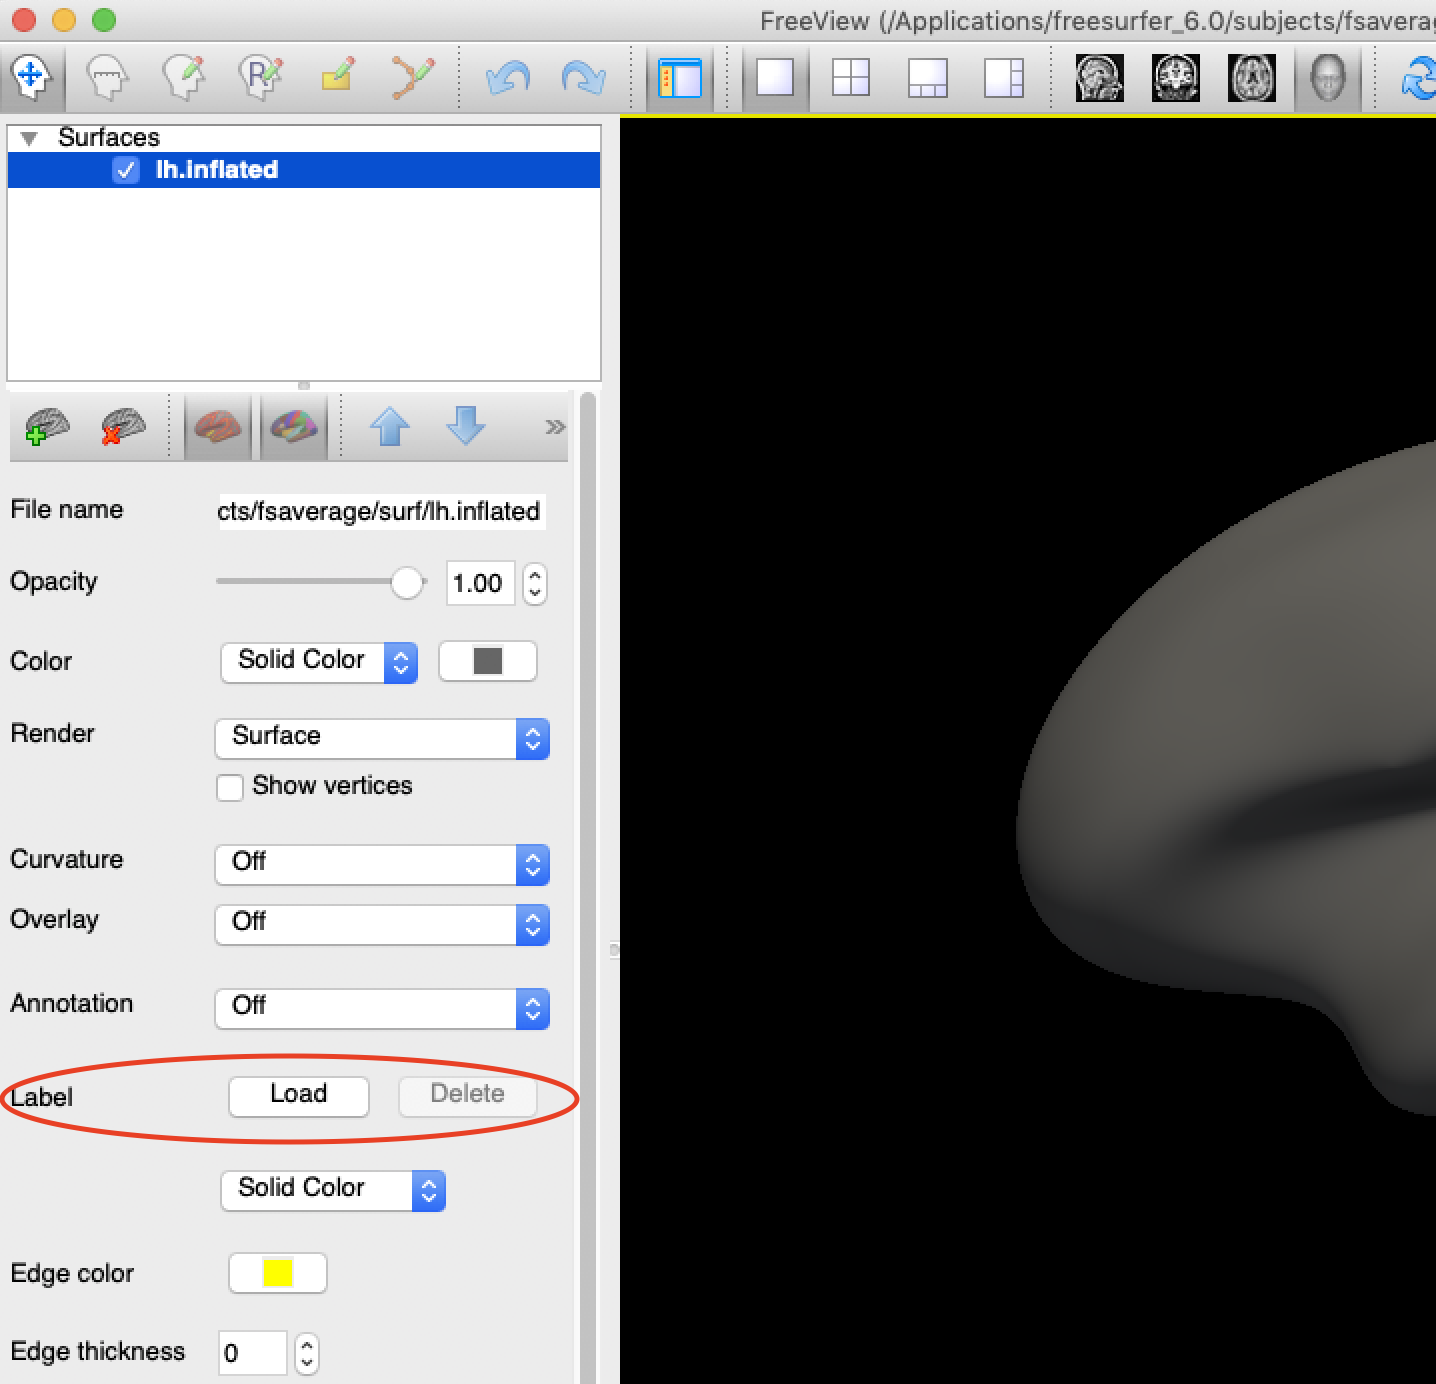 FreeView (/Applications/freesurfer_6.0/subjects/fsaverag
R
Surfaces
lh.inflated
»
File name cts/fsaverage/surf/lh.inflated
Opacity 1.00
Color Solid Color
Render Surface
Show vertices
Curvature Off
Overlay Off
Annotation Off
Label Load Delete
Solid Color
Edge color
Edge thickness 0